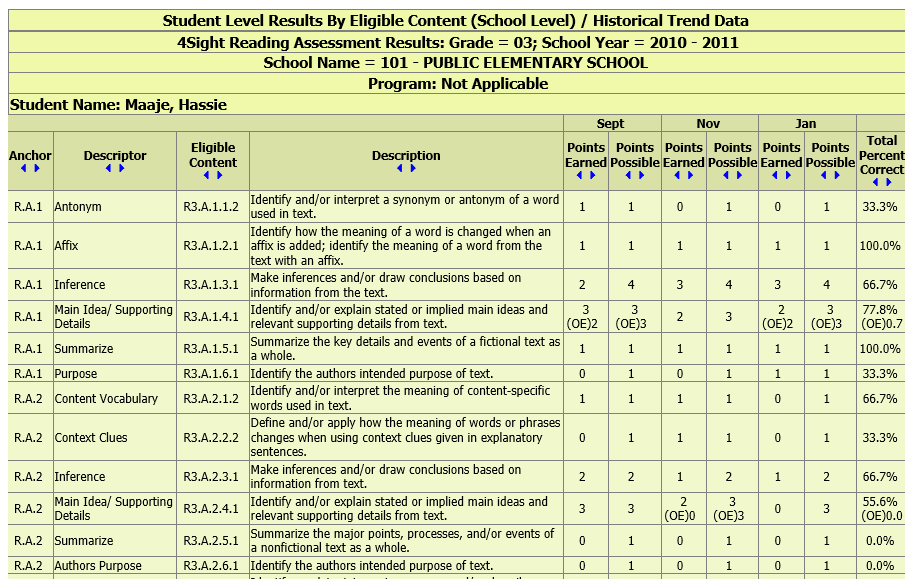 Student Level Results By Eligible Content (School Level) / Historical Trend Data
4Sight Reading Assessment Results: Grade = 03; School Year = 2010 - 2011
School Name = 101 - PUBLIC ELEMENTARY SCHOOL
Program: Not Applicable
Student Name: Maaje, Hassie
Sept Nov Jan
Anchor Descriptor Eligible Content Description Points Earned Points Possible Points Earned Points Possible Points Earned Points Possible Total Percent Correct
R.A.1 Antonym R3.A.1.1.2 Identify and/or interpret a synonym or antonym of a word 1 1 0 1 0 1 33.3%
used in text.
R.A.1 Affix R3.A.1.2.1 Identify how the meaning of a word is changed when an
affix is added; identify the meaning of a word from the 1 1 1 1 1 1 100.0%
text with an affix.
R.A.1 Inference R3.A.1.3.1 Make inferences and/or draw conclusions based on 2 4 3 4 3 4 66.7%
information from the text.
R.A.1 Main Idea/ Supporting R3.A.1.4.1 Identify and/or explain stated or implied main ideas and 3 3 2 3 2 3 77.8%
Details relevant supporting details from text. (OE)2 (OE)3 (OE)2 (OE)3 (OE)0.7
R.A.1 Summarize R3.A.1.5.1 Summarize the key details and events of a fictional text as 1 1 1 1 1 1 100.0%
a whole.
R.A.1 Purpose R3.A.1.6.1 Identify the authors intended purpose of text. 0 1 0 1 1 1 33.3%
R.A.2 Content Vocabulary R3.A.2.1.2 Identify and/or interpret the meaning of content-specific 1 1 1 1 0 1 66.7%
words used in text.
R.A.2 Context Clues R3.A.2.2.2 Define and/or apply how the meaning of words or phrases
changes when using context clues given in explanatory 0 1 1 1 0 1 33.3%
sentences.
R.A.2 Inference R3.A.2.3.1 Make inferences and/or draw conclusions based on 2 2 1 2 1 2 66.7%
information from the text.
R.A.2 Main Idea/ Supporting R3.A.2.4.1 Identify and/or explain stated or implied main ideas and 3 3 2 3 0 3 55.6%
Details relevant supporting details from text. (OE)0 (OE)3 (OE)0.0
R.A.2 Summarize R3.A.2.5.1 Summarize the major points, processes, and/or events of 0 1 0 1 0 1 0.0%
a nonfictional text as a whole.
R.A.2 Authors Purpose R3.A.2.6.1 Identify the authors intended purpose of text. 0 1 0 1 0 1 0.0%